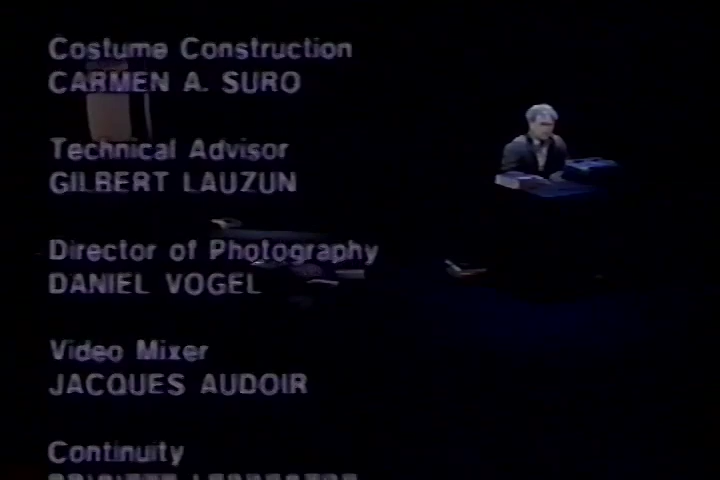 Costume Construction
CARMEN A. SURO
Technical Advisor
GILBERT LAUZUN
Director of Photography
DANIEL VOGEL
Video Mixer
JACQUES AUDOIR
Continuity